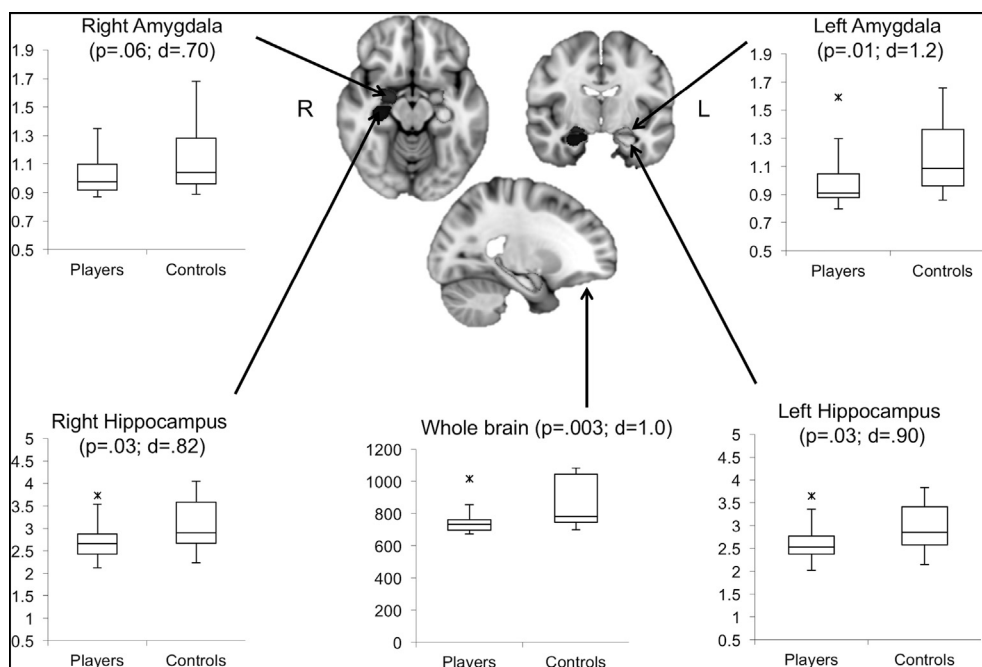 Right Amygdala
(p=.06; d=.70)
1.9
1.7
1.5
1.3
1.1
0.9
0.7
0.5
Players Controls
R
L
Left Amygdala
(p=.01; d=1.2)
1.9
1.7
1.5
1.3
1.1
0.9
0.7
0.5
Players Controls
Right Hippocampus
(p=.03; d=.82)
5
4.5
4
3.5
3
2.5
2
1.5
1
0.5
Players Controls
Whole brain (p=.003; d=1.0)
1200
1000
800
600
400
200
0
Players Controls
Left Hippocampus
(p=.03; d=.90)
5
4.5
4
3.5
3
2.5
2
1.5
1
0.5
Players Controls